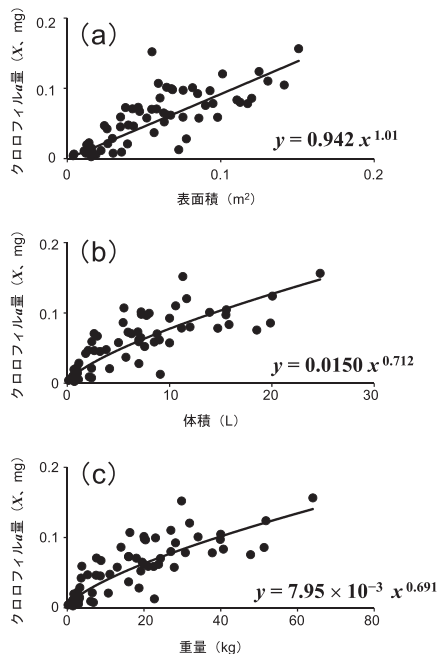 (a)
0.2
0.1
0
クロロフィルa量 (X、mg)
y = 0.942 x^1.01
0 0.1 0.2
表面積 (m²)
(b)
0.2
0.1
0
クロロフィルa量 (X、mg)
y = 0.0150 x^0.712
0 10 20 30
体積 (L)
(c)
0.2
0.1
0
クロロフィルa量 (X、mg)
y = 7.95 × 10⁻³ x^0.691
0 20 40 60 80
重量 (kg)